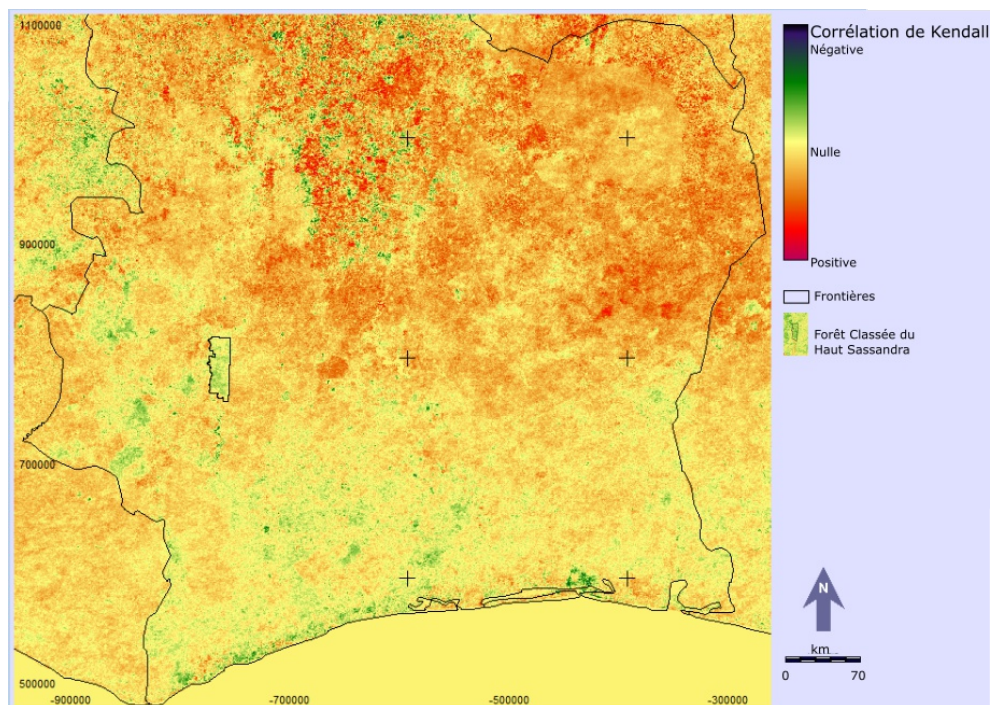 1100000
900000
700000
500000
-900000
-700000
-500000
-300000
Corrélation de Kendall
Négative
Nulle
Positive
Frontières
Forêt Classée du
Haut Sassandra
N
km
0 70